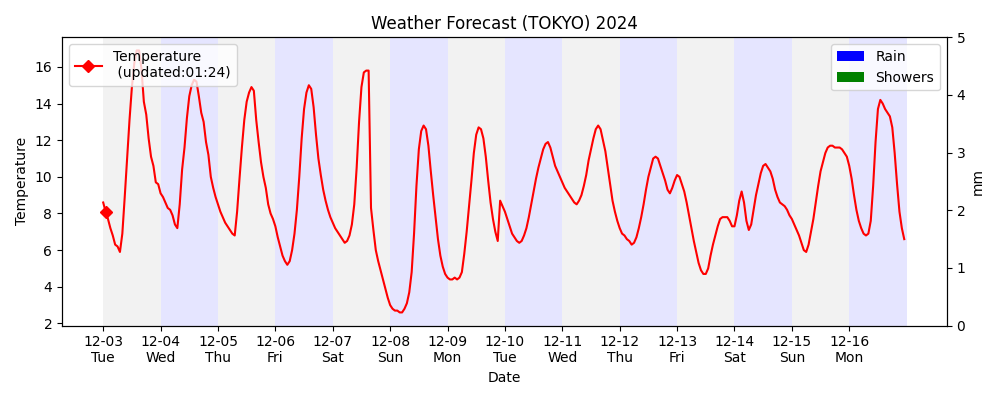 Weather Forecast (TOKYO) 2024
Temperature
(updated:01:24)
Rain
Showers
Temperature
16
14
12
10
8
6
4
2
5
4
3
2
1
0
mm
12-03 12-04 12-05 12-06 12-07 12-08 12-09 12-10 12-11 12-12 12-13 12-14 12-15 12-16
Tue Wed Thu Fri Sat Sun Mon Tue Wed Thu Fri Sat Sun Mon
Date